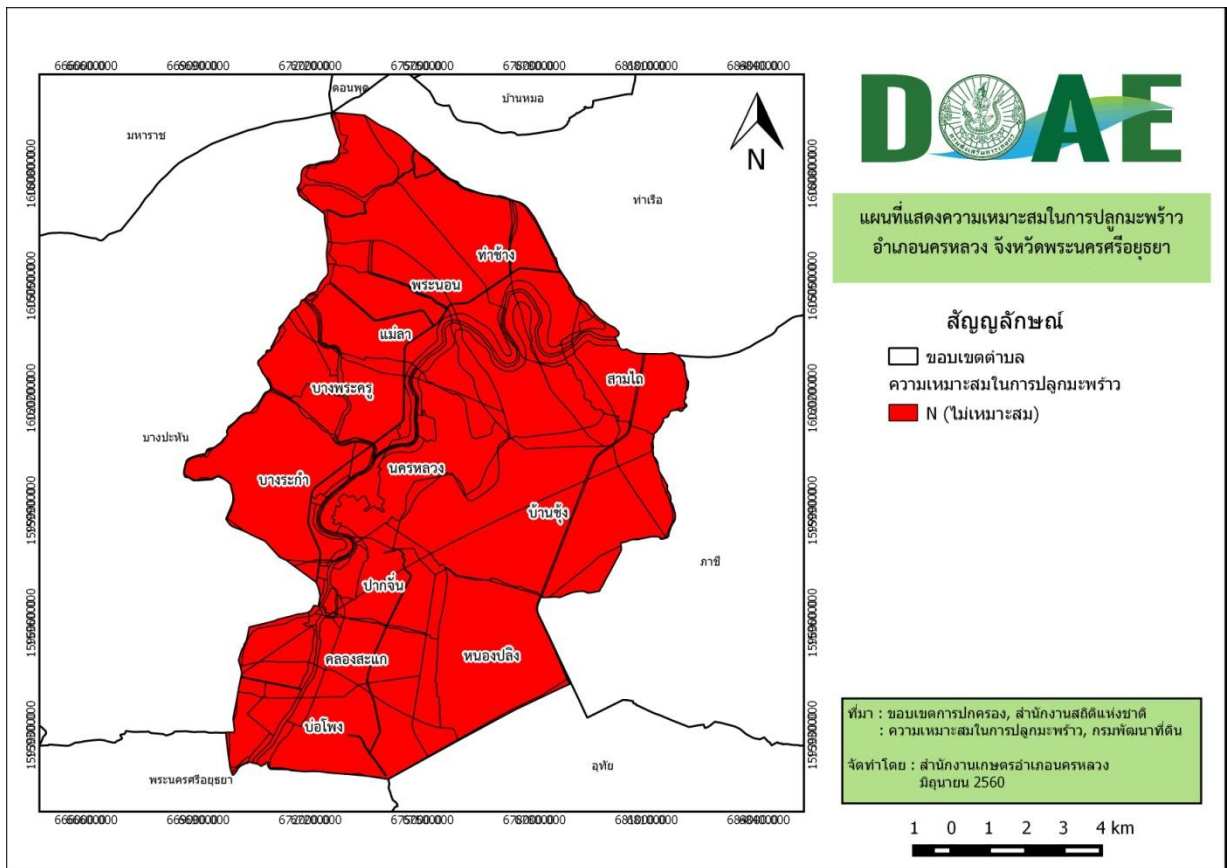 ดอนพุด
บ้านหมอ
มหาราช
N
ท่าเรือ
ท่าช้าง
พระนอน
แม่ลา
สามไถ
บางพระครู
บางปะหัน
นครหลวง
บางระกำ
บ้านชุ้ง
ภาชี
ปากจั่น
คลองสะแก
หนองปลิง
บ่อโพง
อุทัย
พระนครศรีอยุธยา
DOAE
แผนที่แสดงความเหมาะสมในการปลูกมะพร้าว
อำเภอนครหลวง จังหวัดพระนครศรีอยุธยา
สัญญลักษณ์
ขอบเขตตำบล
ความเหมาะสมในการปลูกมะพร้าว
N (ไม่เหมาะสม)
ที่มา : ขอบเขตการปกครอง, สำนักงานสถิติแห่งชาติ
: ความเหมาะสมในการปลูกมะพร้าว, กรมพัฒนาที่ดิน
จัดทำโดย : สำนักงานเกษตรอำเภอนครหลวง
มิถุนายน 2560
1 0 1 2 3 4 km